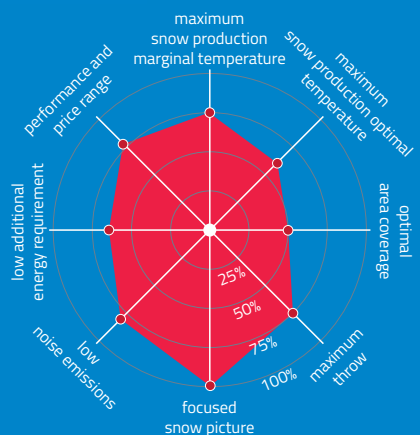 maximum
snow production
marginal temperature
maximum
snow production optimal
temperature
optimal
area coverage
maximum
throw
focused
snow picture
low
noise emissions
low additional
energy requirement
performance and
price range
25%
50%
75%
100%